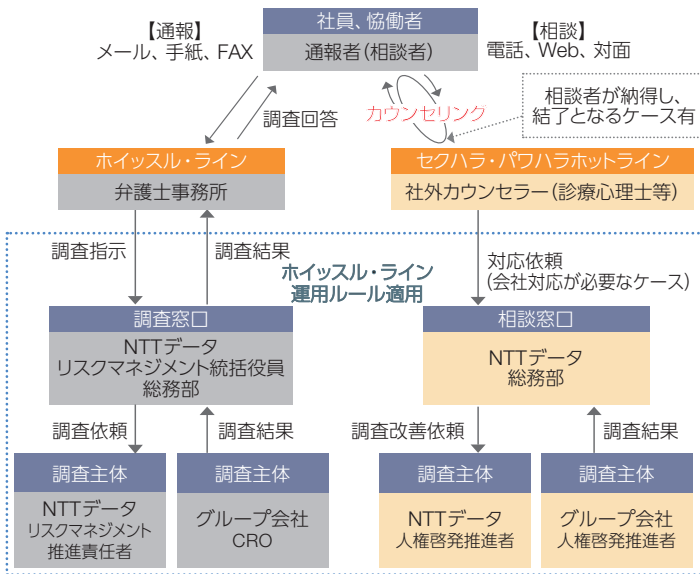 【通報】
メール、手紙、FAX
社員、恊働者
通報者（相談者）
【相談】
電話、Web、対面
調査回答
カウンセリング
相談者が納得し、
結了となるケース有
ホイッスル・ライン
弁護士事務所
セクハラ・パワハラホットライン
社外カウンセラー（診療心理士等）
調査指示
調査結果
ホイッスル・ライン
運用ルール適用
対応依頼
（会社対応が必要なケース）
調査窓口
NTTデータ
リスクマネジメント統括役員
総務部
相談窓口
NTTデータ
総務部
調査依頼
調査結果
調査改善依頼
調査結果
調査主体
NTTデータ
リスクマネジメント
推進責任者
調査主体
グループ会社
CRO
調査主体
NTTデータ
人権啓発推進者
調査主体
グループ会社
人権啓発推進者